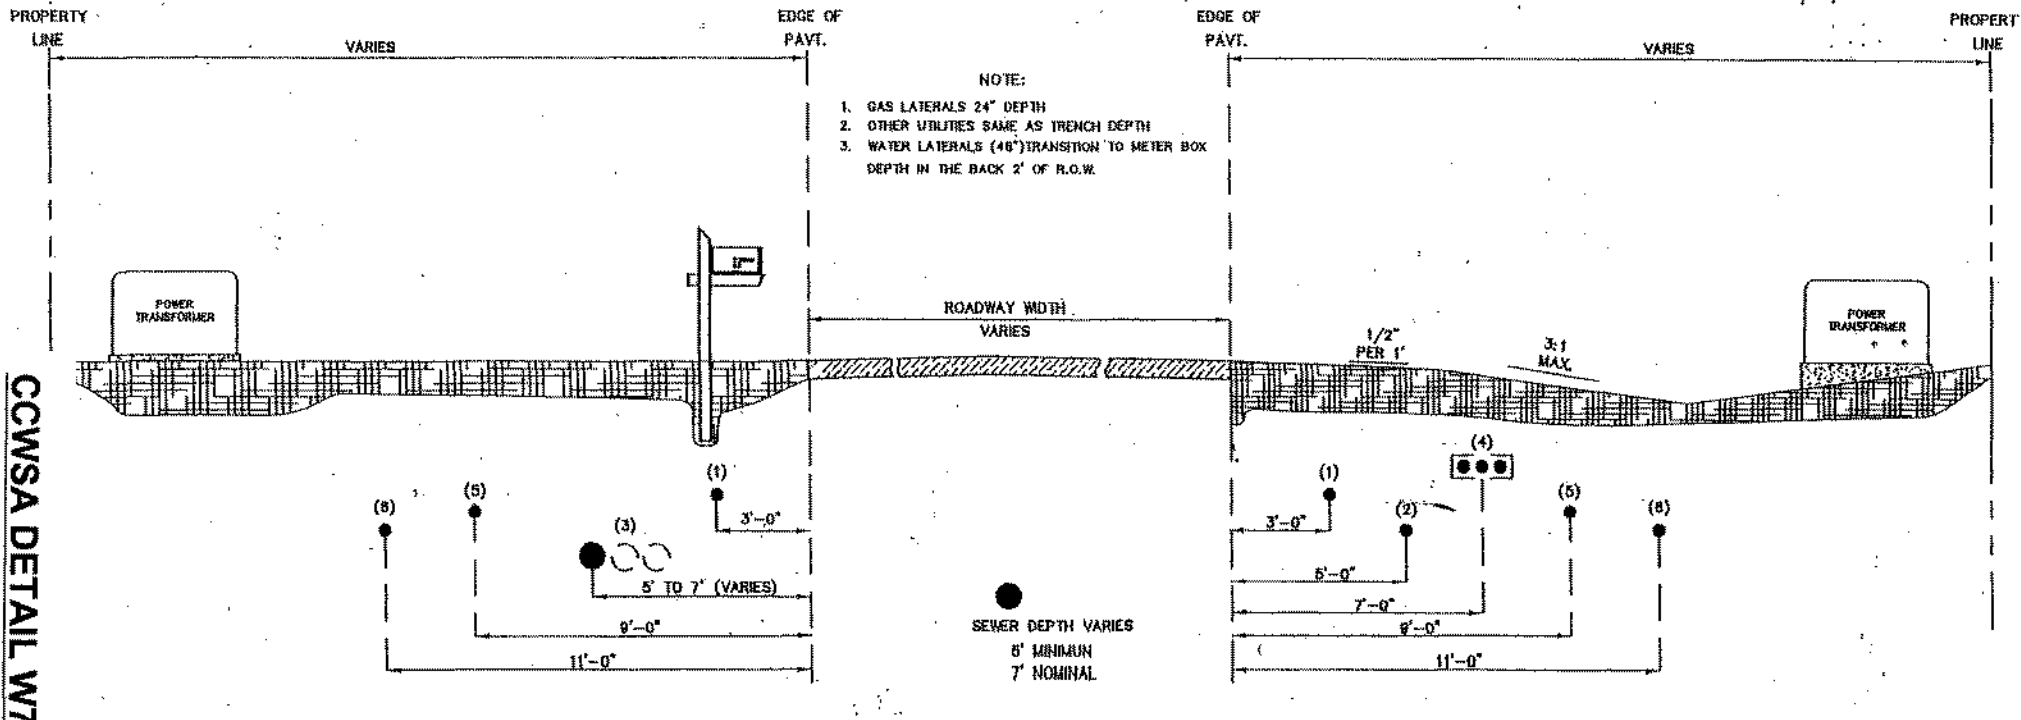 PROPERTY
LINE
VARIES
EDGE OF
PAVT.
EDGE OF
PAVT.
VARIES
PROPERT
LINE
NOTE:
1. GAS LATERALS 24" DEPTH
2. OTHER UTILITIES SAME AS TRENCH DEPTH
3. WATER LATERALS (48") TRANSITION TO METER BOX
DEPTH IN THE BACK 2' OF R.O.W.
POWER
TRANSFORMER
ROADWAY WIDTH
VARIES
1/2"
PER 1'
3:1
MAX.
POWER
TRANSFORMER
(6)
(5)
(3)
(1)
3'-0"
5' TO 7' (VARIES)
9'-0"
11'-0"
SEWER DEPTH VARIES
6' MINIMUN
7' NOMINAL
(1)
(2)
(4)
(5)
(6)
3'-0"
5'-0"
7'-0"
9'-0"
11'-0"
CCWSA DETAIL W7